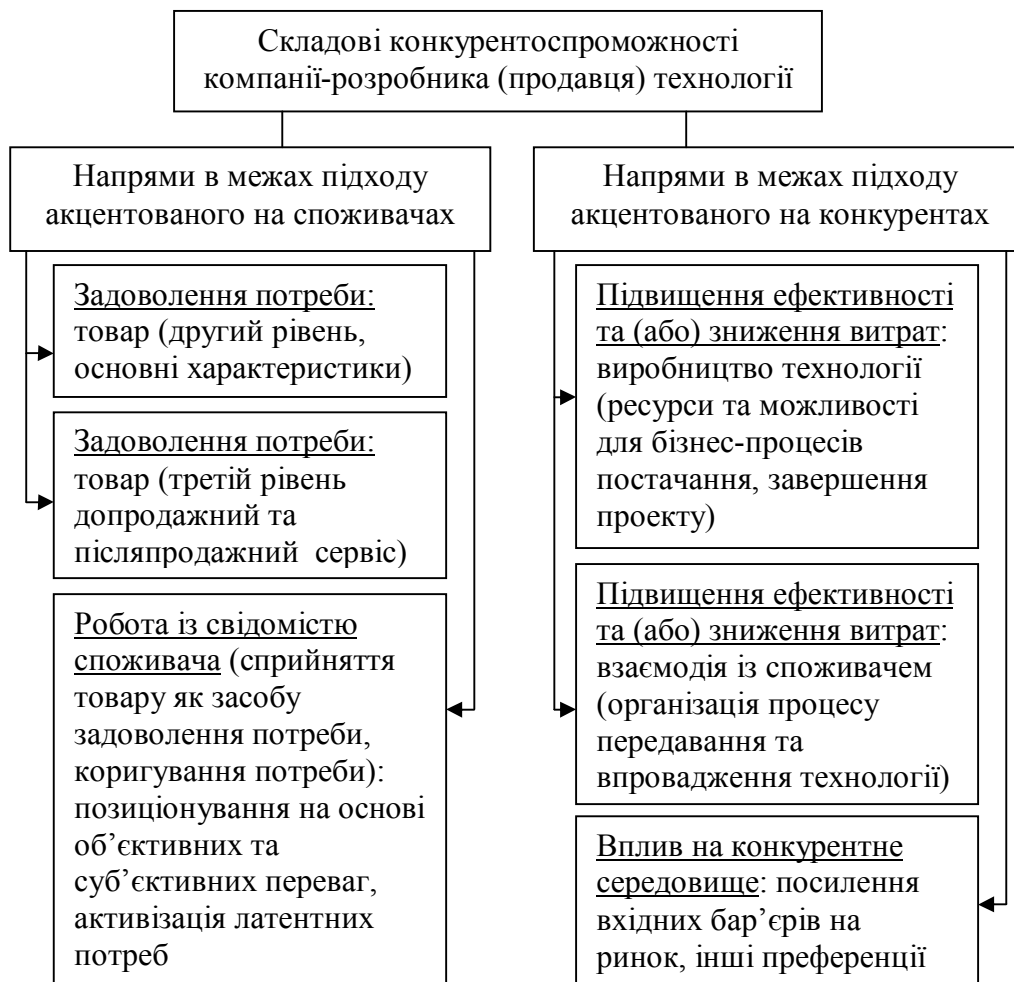 Складові конкурентоспроможності
компанії-розробника (продавця) технології
Напрями в межах підходу
акцентованого на споживачах
Задоволення потреби:
товар (другий рівень,
основні характеристики)
Задоволення потреби:
товар (третій рівень
допродажний та
післяпродажний сервіс)
Робота із свідомістю
споживача (сприйняття
товару як засобу
задоволення потреби,
коригування потреби):
позиціонування на основі
об’єктивних та
суб’єктивних переваг,
активізація латентних
потреб
Напрями в межах підходу
акцентованого на конкурентах
Підвищення ефективності
та (або) зниження витрат:
виробництво технології
(ресурси та можливості
для бізнес-процесів
постачання, завершення
проекту)
Підвищення ефективності
та (або) зниження витрат:
взаємодія із споживачем
(організація процесу
передавання та
впровадження технології)
Вплив на конкурентне
середовище: посилення
вхідних бар’єрів на
ринок, інші преференції